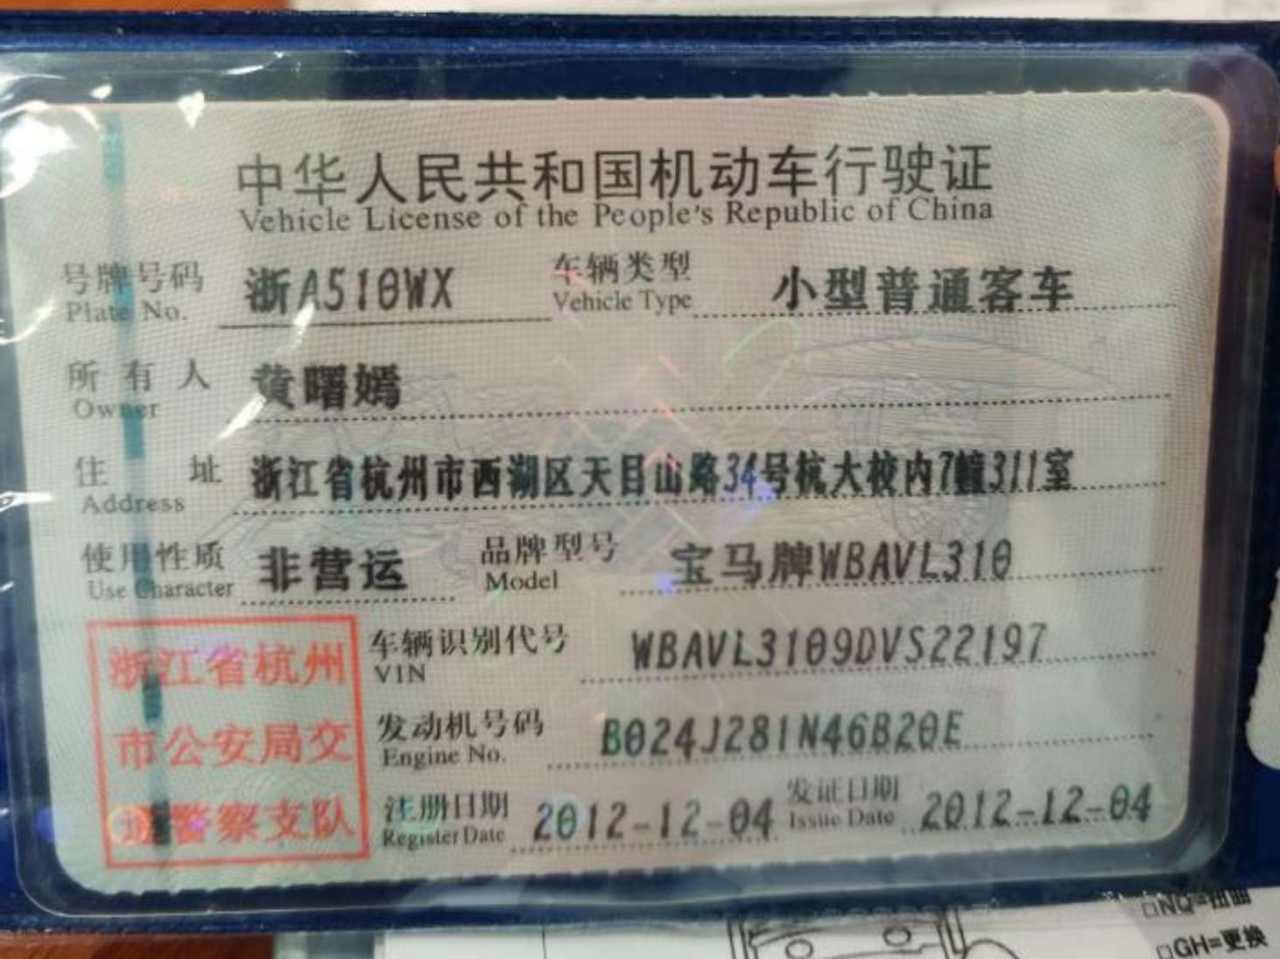 中华人民共和国机动车行驶证
Vehicle License of the People's Republic of China
号牌号码 浙A510WX 车辆类型 小型普通客车
Plate No. Vehicle Type
所有人 黄曙嫣
Owner
住址 浙江省杭州市西湖区天目山路34号杭大校内7幢311室
Address
使用性质 非营运 品牌型号 宝马牌WBAVL310
Use Character Model
浙江省杭州
市公安局交
通警察支队
车辆识别代号 WBAVL3109DVS22197
VIN
发动机号码 B024J281N46B20E
Engine No.
注册日期 2012-12-04 发证日期 2012-12-04
Register Date Issue Date
□NG=扭曲
□GH=更换